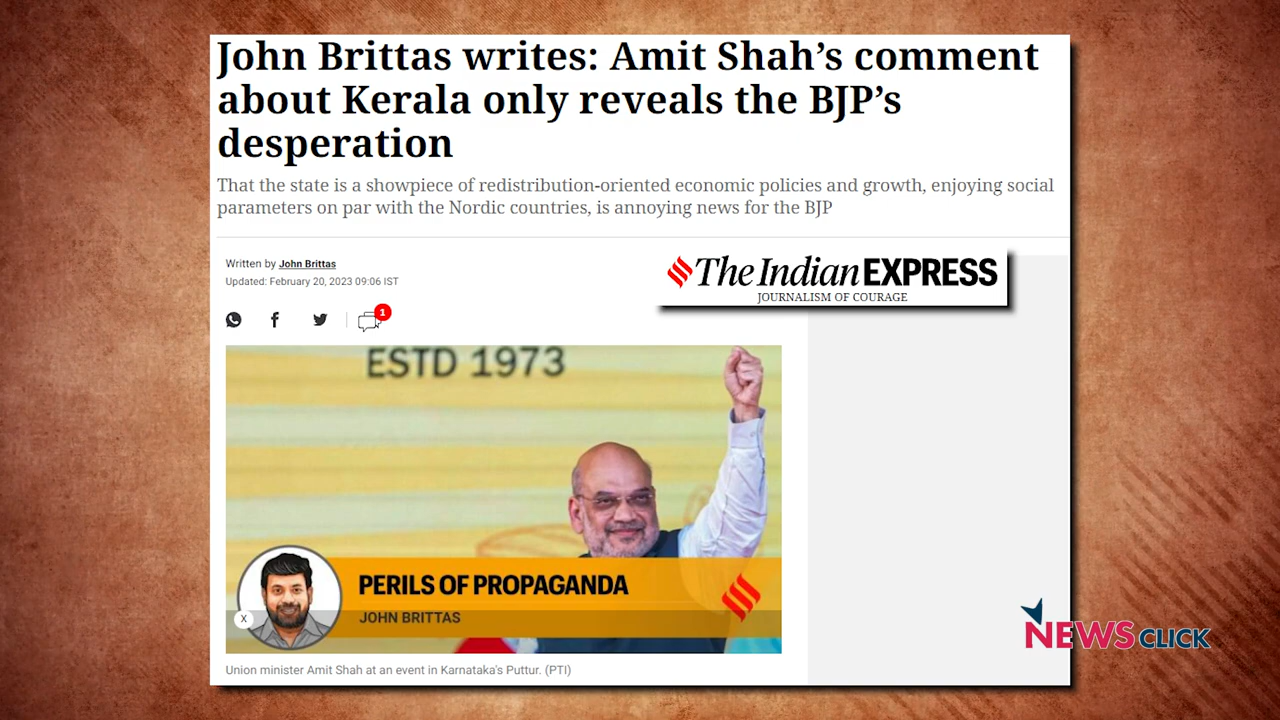 John Brittas writes: Amit Shah’s comment
about Kerala only reveals the BJP’s
desperation
That the state is a showpiece of redistribution-oriented economic policies and growth, enjoying social
parameters on par with the Nordic countries, is annoying news for the BJP
Written by John Brittas
Updated: February 20, 2023 09:06 IST
The Indian EXPRESS
JOURNALISM OF COURAGE
1
ESTD 1973
PERILS OF PROPAGANDA
JOHN BRITTAS
X
Union minister Amit Shah at an event in Karnataka's Puttur. (PTI)
NEWSCLICK